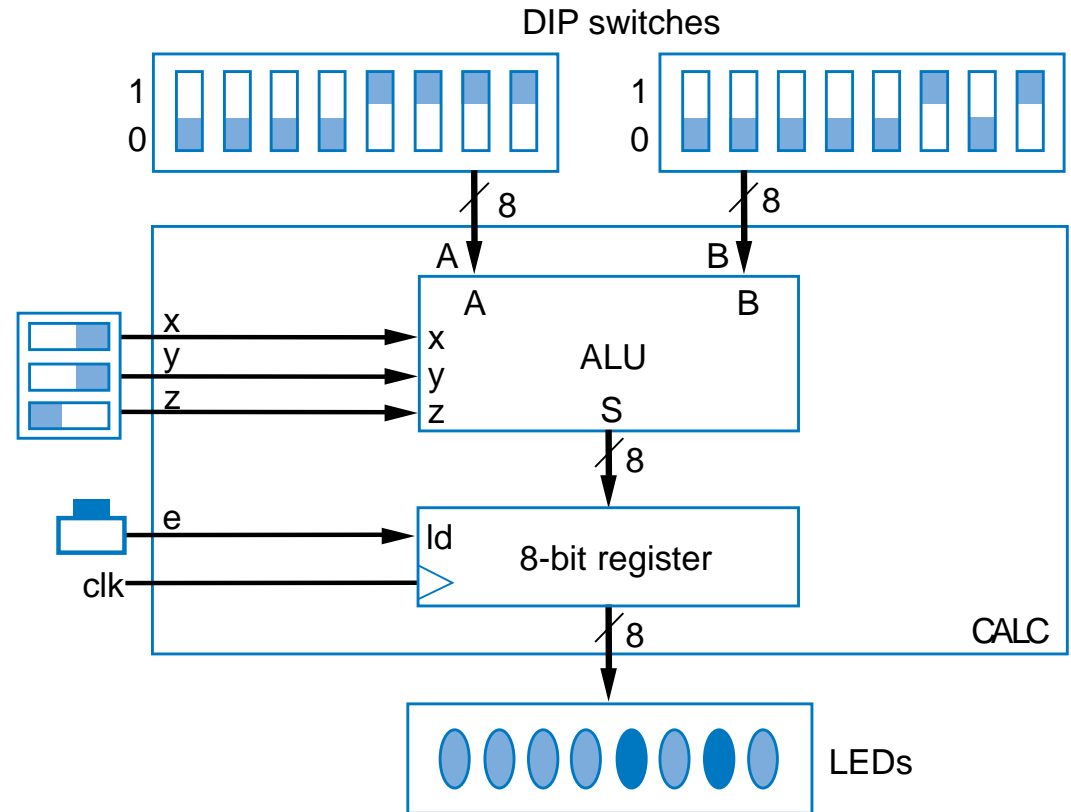 DIP switches
1
0
1
0
8
8
A
B
A
B
x
y
z
x
y
z
ALU
S
8
e
ld
8-bit register
clk
8
CALC
LEDs